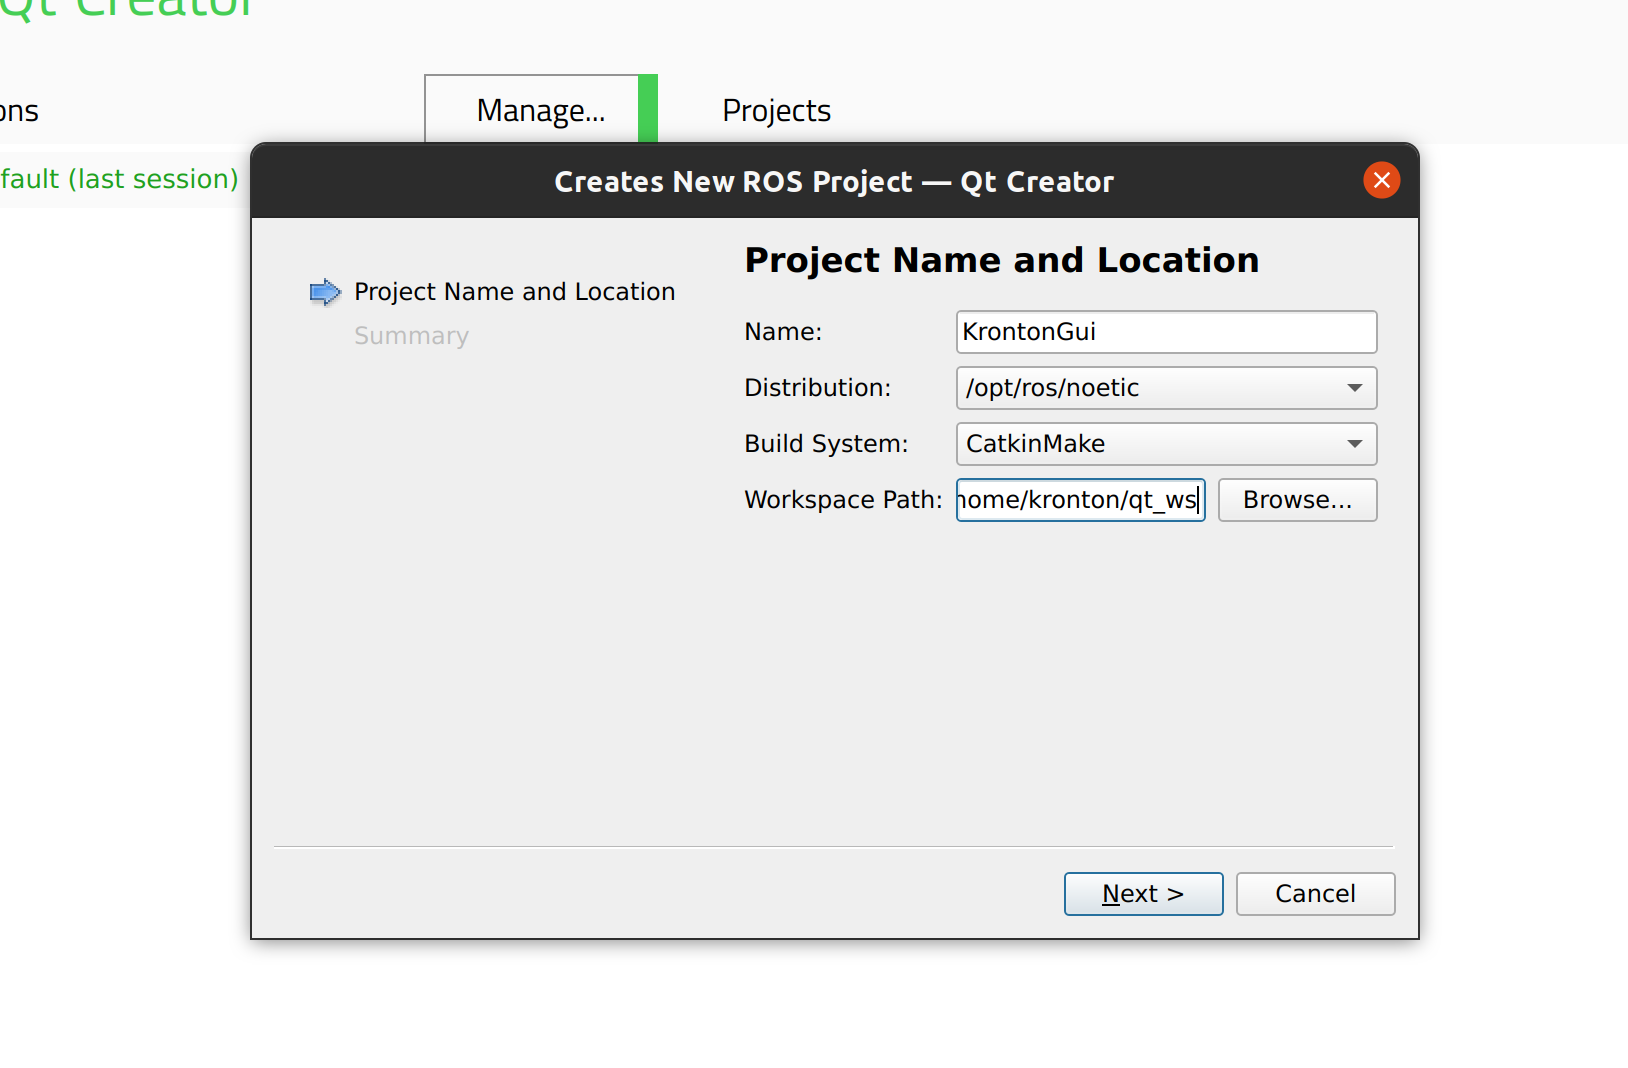 Qt Creator
ons
Manage...
Projects
fault (last session)
Creates New ROS Project — Qt Creator
Project Name and Location
Summary
Project Name and Location
Name:
KrontonGui
Distribution:
/opt/ros/noetic
Build System:
CatkinMake
Workspace Path:
home/kronton/qt_ws
Browse...
Next >
Cancel